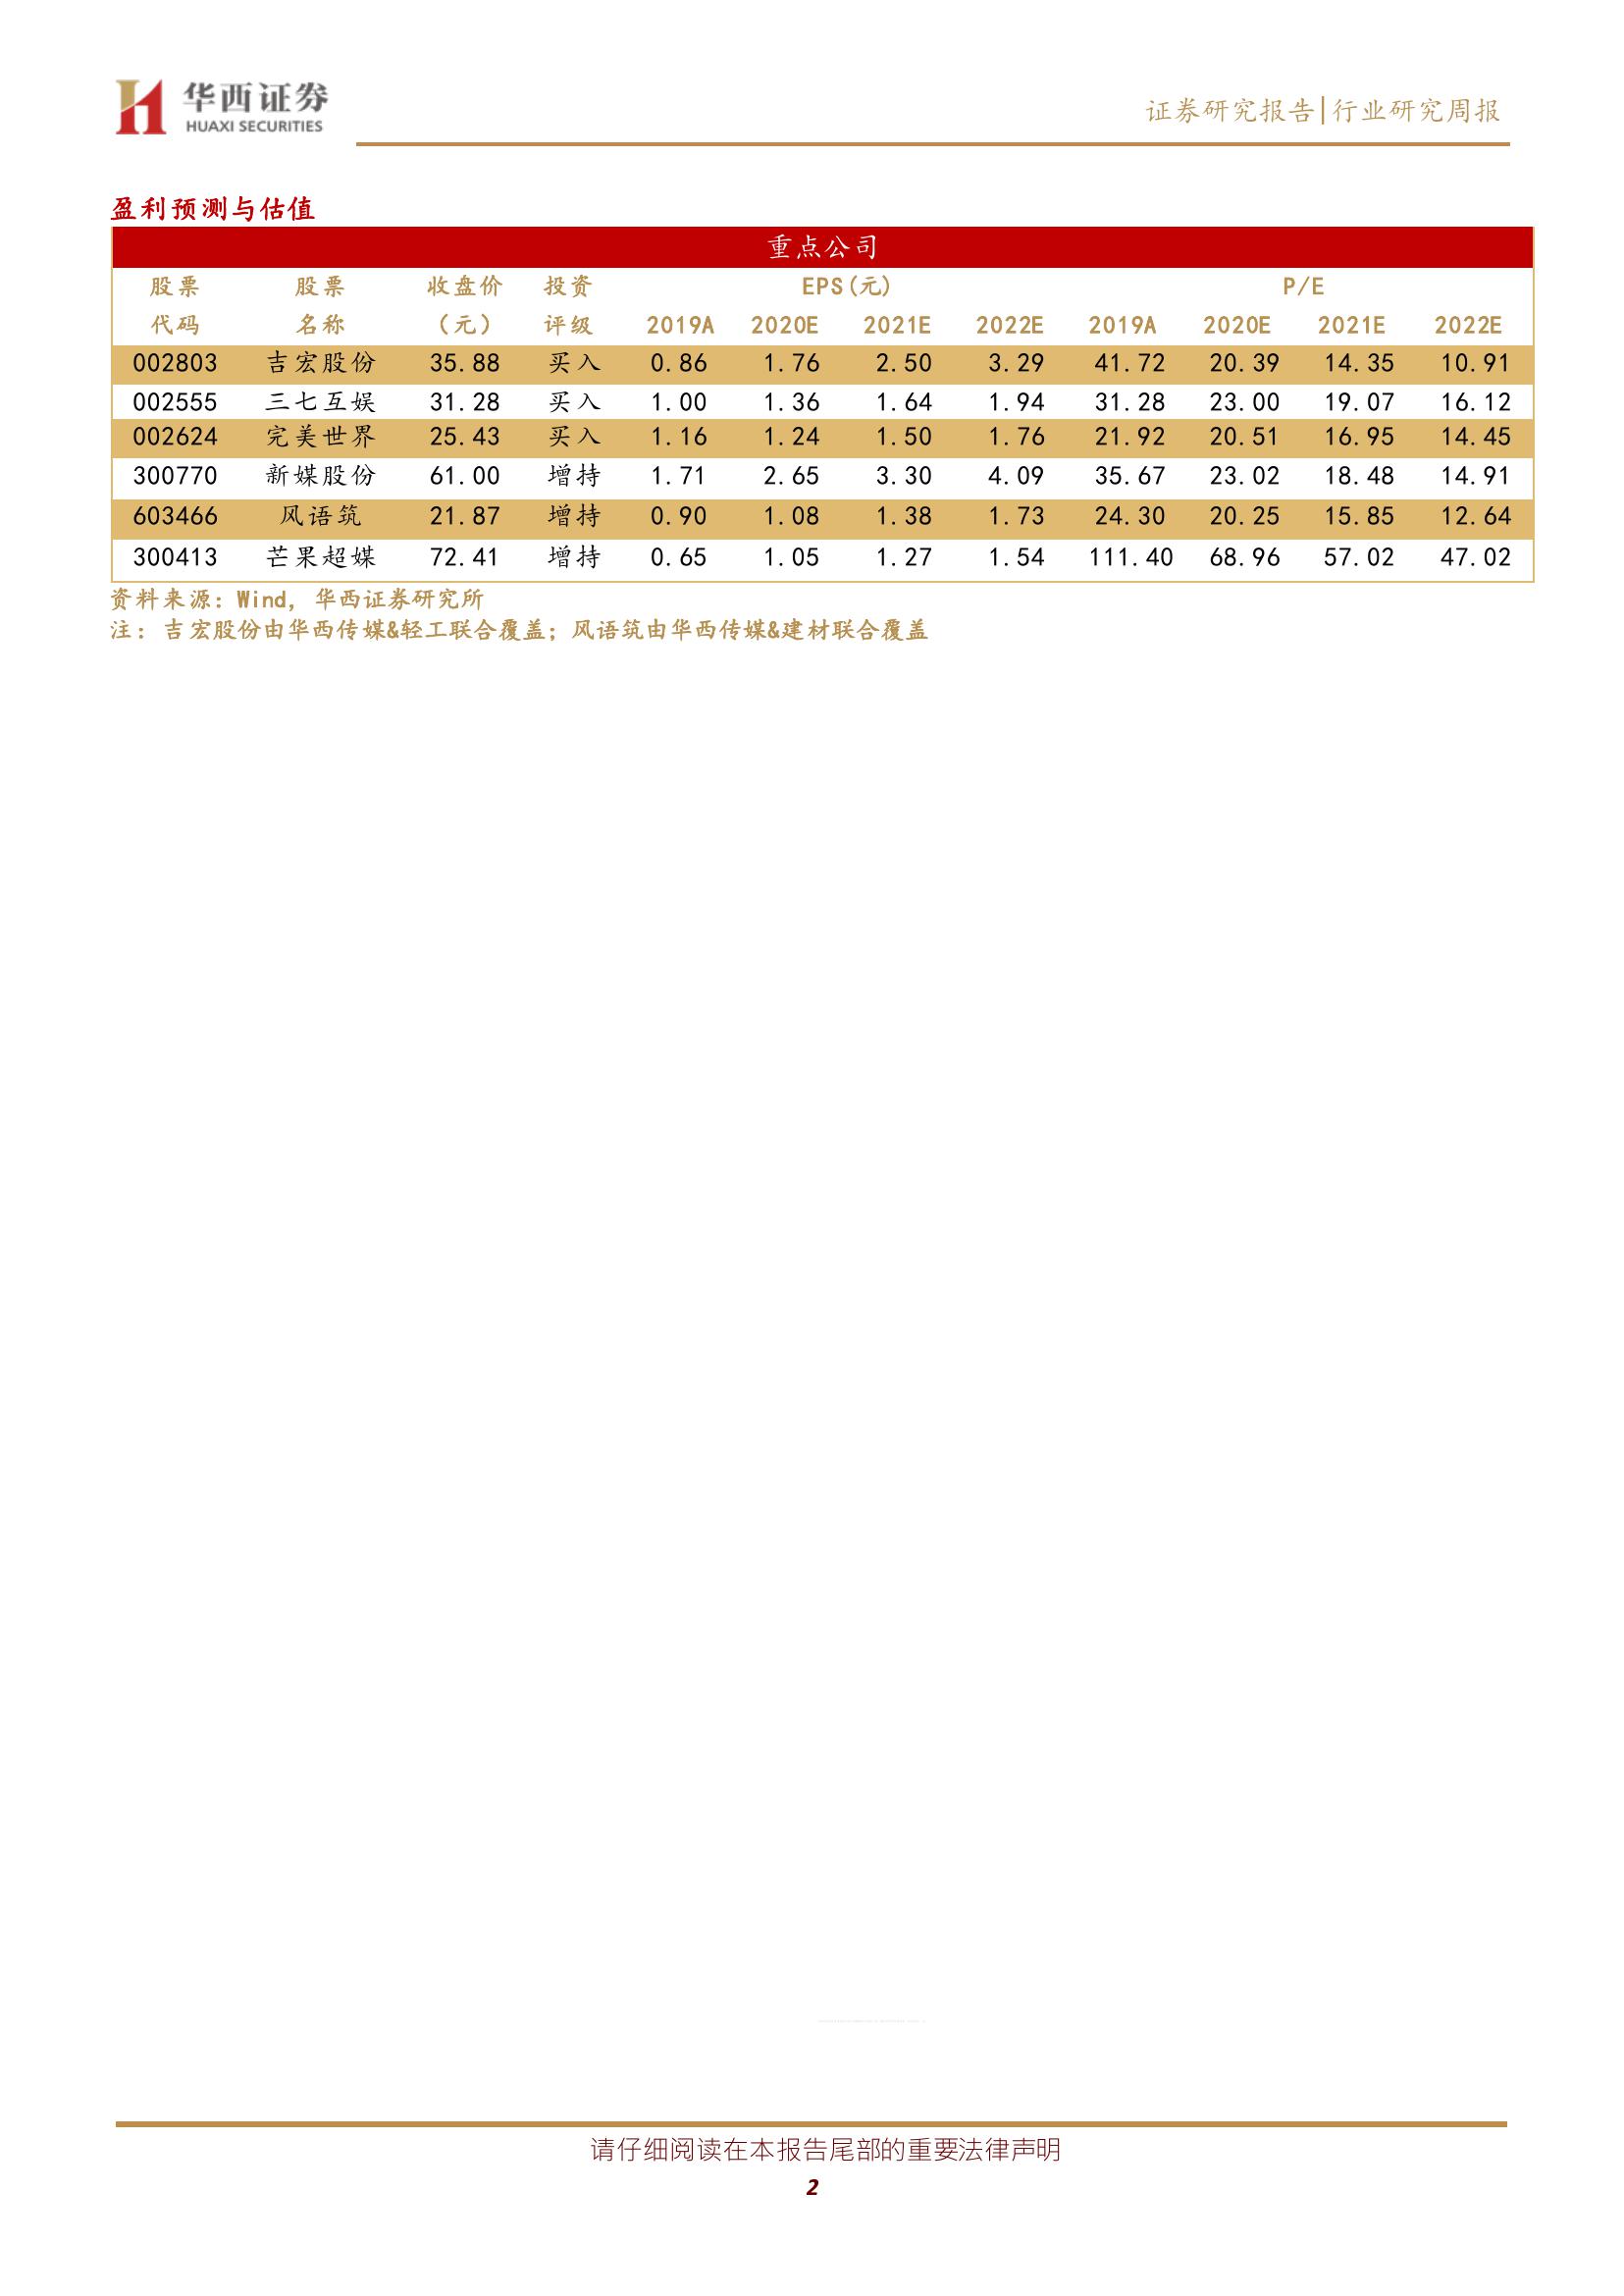 华西证券
HUAXI SECURITIES
证券研究报告|行业研究周报
盈利预测与估值
重点公司
股票 股票 收盘价 投资 EPS(元) P/E
代码 名称 （元） 评级 2019A 2020E 2021E 2022E 2019A 2020E 2021E 2022E
002803 吉宏股份 35.88 买入 0.86 1.76 2.50 3.29 41.72 20.39 14.35 10.91
002555 三七互娱 31.28 买入 1.00 1.36 1.64 1.94 31.28 23.00 19.07 16.12
002624 完美世界 25.43 买入 1.16 1.24 1.50 1.76 21.92 20.51 16.95 14.45
300770 新媒股份 61.00 增持 1.71 2.65 3.30 4.09 35.67 23.02 18.48 14.91
603466 风语筑 21.87 增持 0.90 1.08 1.38 1.73 24.30 20.25 15.85 12.64
300413 芒果超媒 72.41 增持 0.65 1.05 1.27 1.54 111.40 68.96 57.02 47.02
资料来源：Wind，华西证券研究所
注：吉宏股份由华西传媒&轻工联合覆盖；风语筑由华西传媒&建材联合覆盖
请仔细阅读在本报告尾部的重要法律声明
2